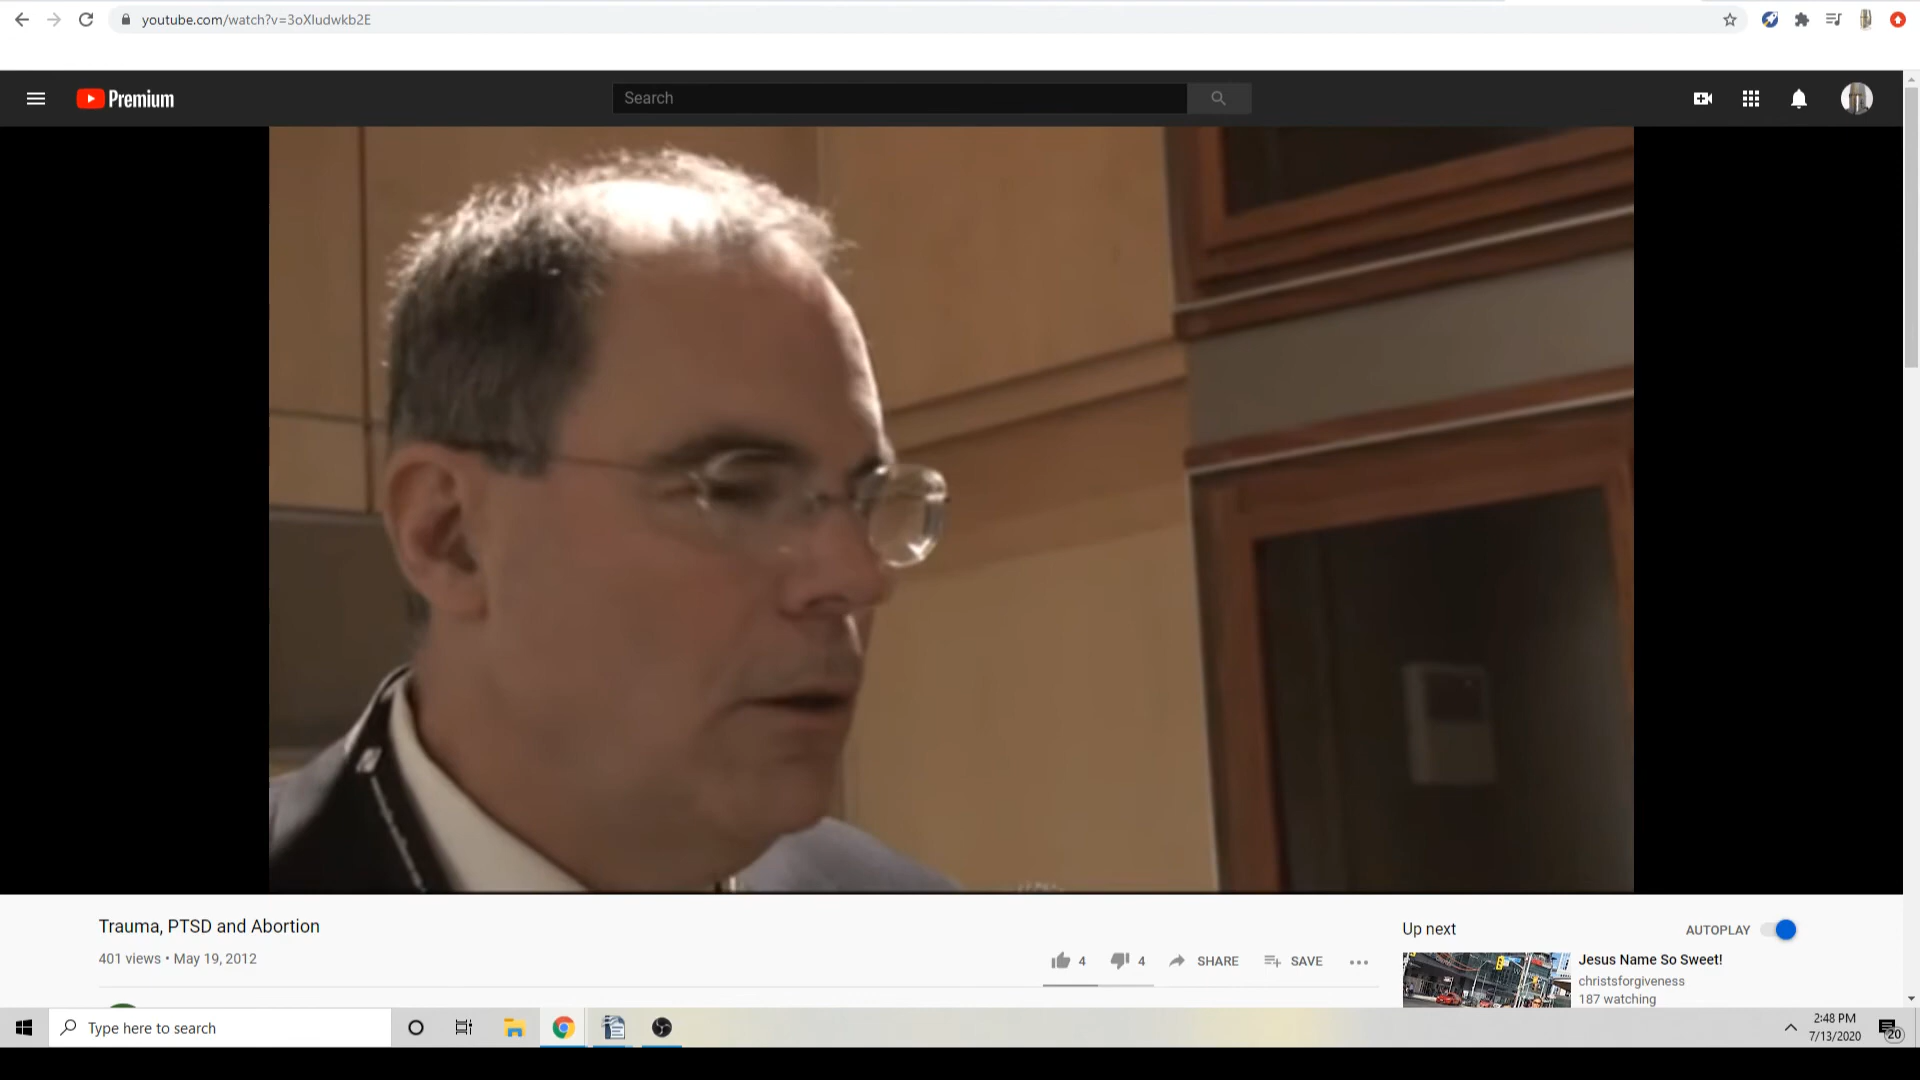 youtube.com/watch?v=3oXIudwkb2E
Premium
Search
Trauma, PTSD and Abortion
401 views • May 19, 2012
4
4
SHARE
SAVE
Up next
AUTOPLAY
Jesus Name So Sweet!
christsforgiveness
187 watching
Type here to search
2:48 PM
7/13/2020
20